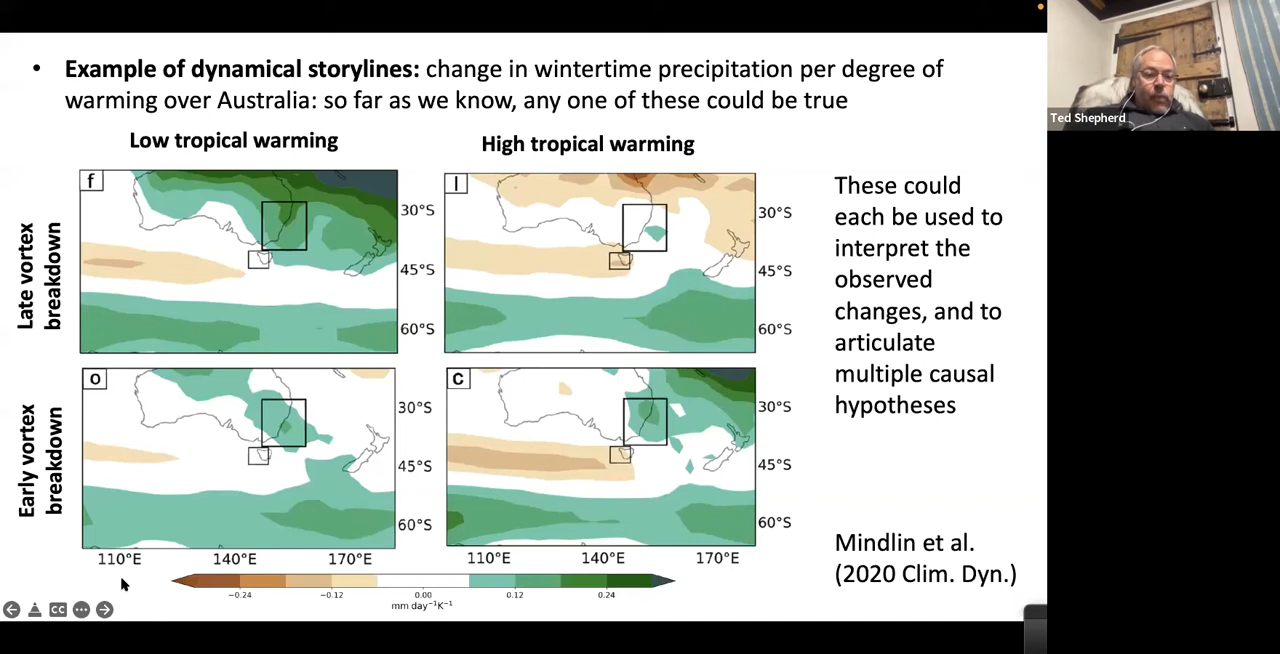 • Example of dynamical storylines: change in wintertime precipitation per degree of
warming over Australia: so far as we know, any one of these could be true
Low tropical warming
High tropical warming
Late vortex
breakdown
f
30°S
45°S
60°S
l
30°S
45°S
60°S
Early vortex
breakdown
o
30°S
45°S
60°S
110°E
140°E
170°E
c
30°S
45°S
60°S
110°E
140°E
170°E
−0.24
−0.12
0.00
0.12
0.24
mm day⁻¹K⁻¹
These could
each be used to
interpret the
observed
changes, and to
articulate
multiple causal
hypotheses
Mindlin et al.
(2020 Clim. Dyn.)
CC
Ted Shepherd